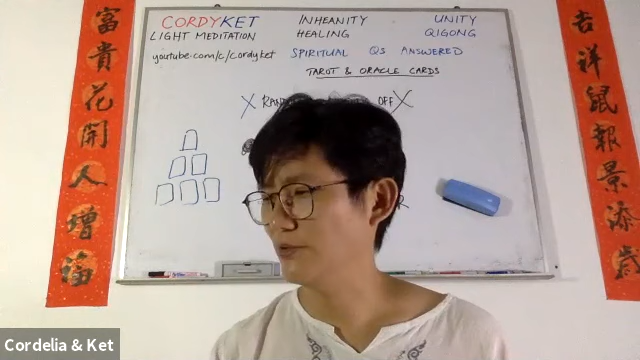 CORDYKET INHEANITY UNITY
LIGHT MEDITATION HEALING QIGONG
youtube.com/c/cordyket SPIRITUAL QS ANSWERED
TAROT & ORACLE CARDS
X OFF X
富貴花開人增福
吉祥鼠報景添歲
Cordelia & Ket